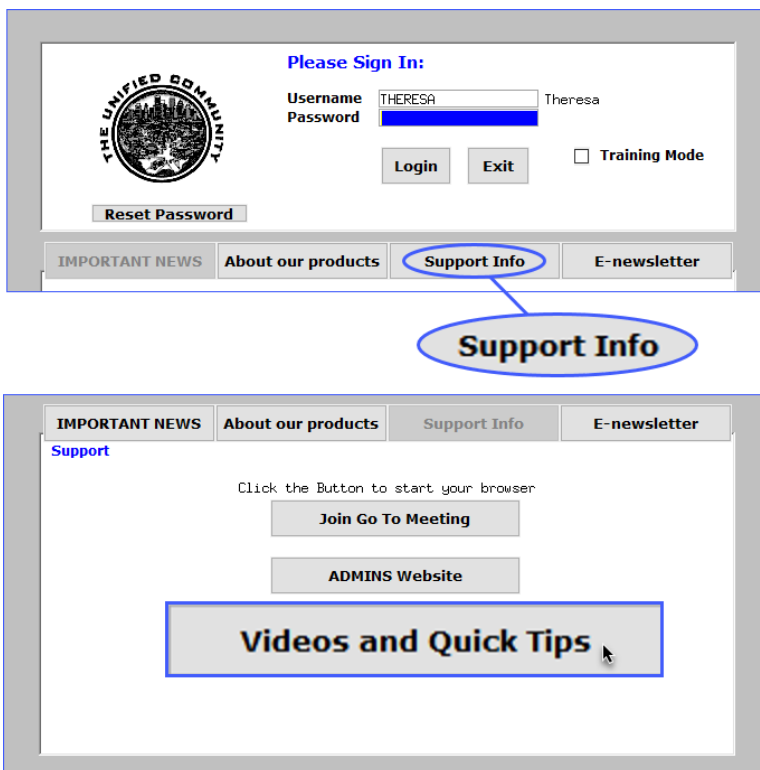 Please Sign In:
THE UNIFIED COMMUNITY
Username THERESA Theresa
Password
Login Exit Training Mode
Reset Password
IMPORTANT NEWS About our products Support Info E-newsletter
Support Info
IMPORTANT NEWS About our products Support Info E-newsletter
Support
Click the Button to start your browser
Join Go To Meeting
ADMINS Website
Videos and Quick Tips